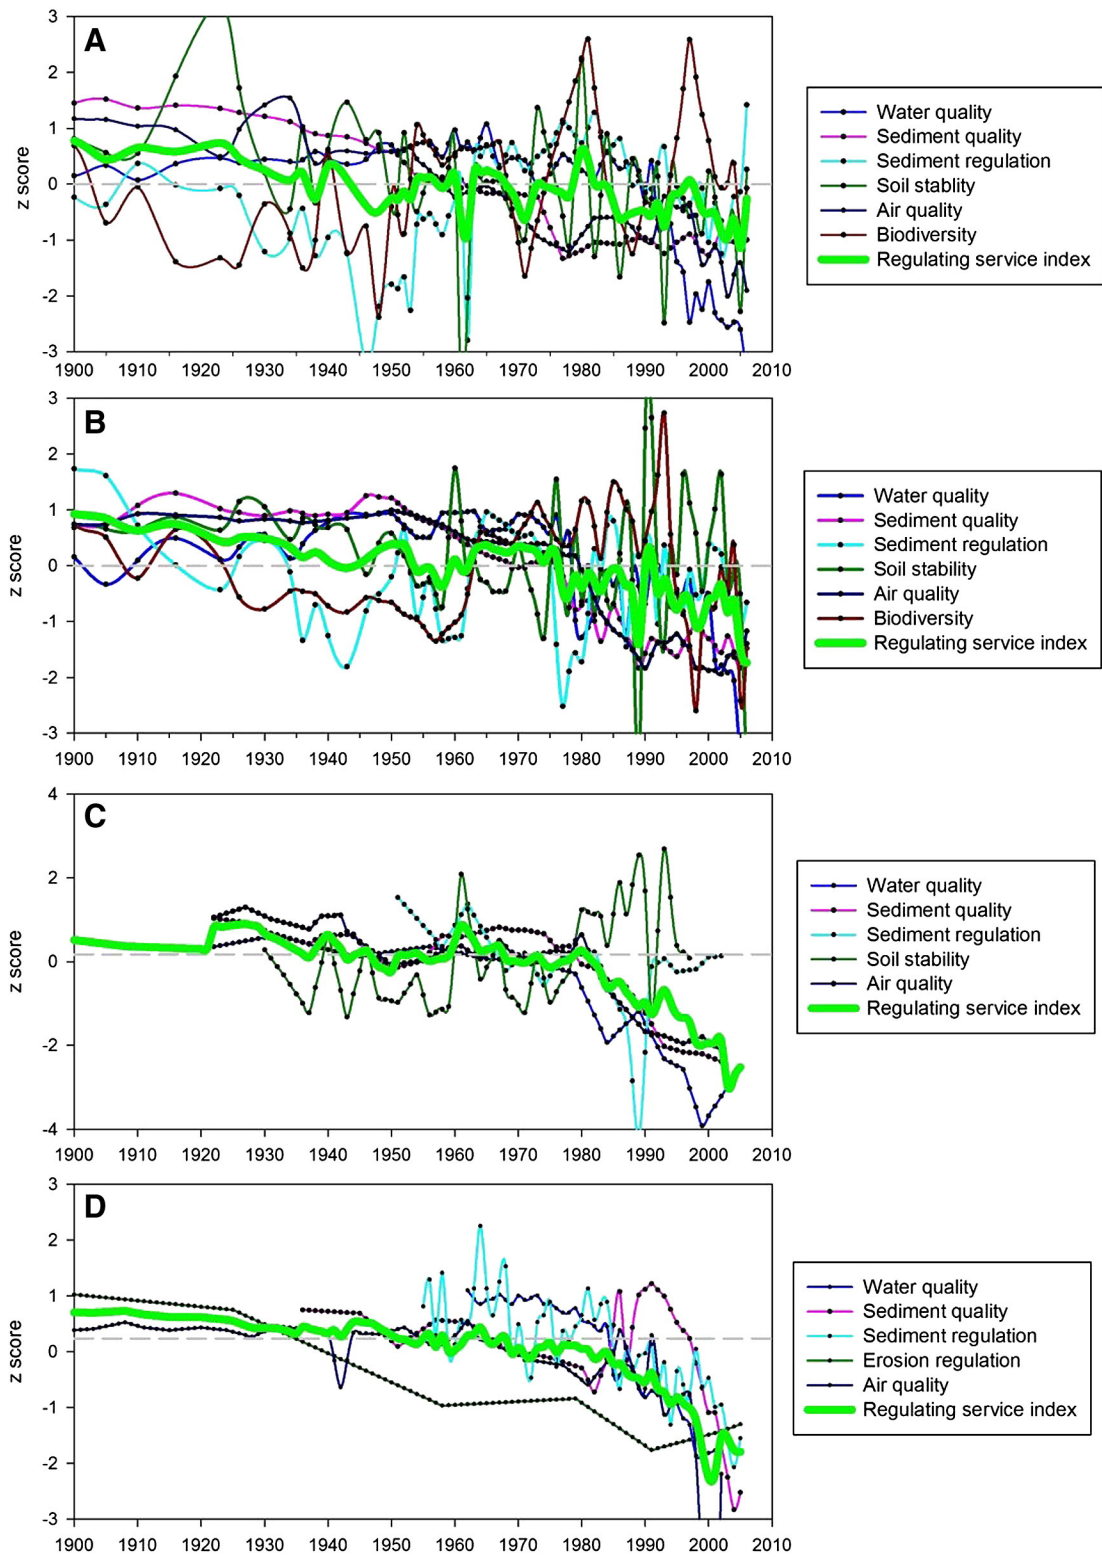 A
3
2
1
0
-1
-2
-3
z score
1900 1910 1920 1930 1940 1950 1960 1970 1980 1990 2000 2010
Water quality
Sediment quality
Sediment regulation
Soil stablity
Air quality
Biodiversity
Regulating service index
B
3
2
1
0
-1
-2
-3
z score
1900 1910 1920 1930 1940 1950 1960 1970 1980 1990 2000 2010
Water quality
Sediment quality
Sediment regulation
Soil stability
Air quality
Biodiversity
Regulating service index
C
4
2
0
-2
-4
z score
1900 1910 1920 1930 1940 1950 1960 1970 1980 1990 2000 2010
Water quality
Sediment quality
Sediment regulation
Soil stability
Air quality
Regulating service index
D
3
2
1
0
-1
-2
-3
z score
1900 1910 1920 1930 1940 1950 1960 1970 1980 1990 2000 2010
Water quality
Sediment quality
Sediment regulation
Erosion regulation
Air quality
Regulating service index